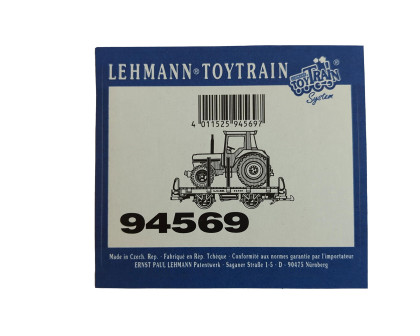 LEHMANN® TOYTRAIN
TOYTRAIN ®
System
4 011525 945697
94569
Made in Czech. Rep. · Fabriqué en Rep. Tchèque · Conformité aux normes garantie par l'importateur
ERNST PAUL LEHMANN Patentwerk · Saganer Straße 1-5 · D - 90475 Nürnberg